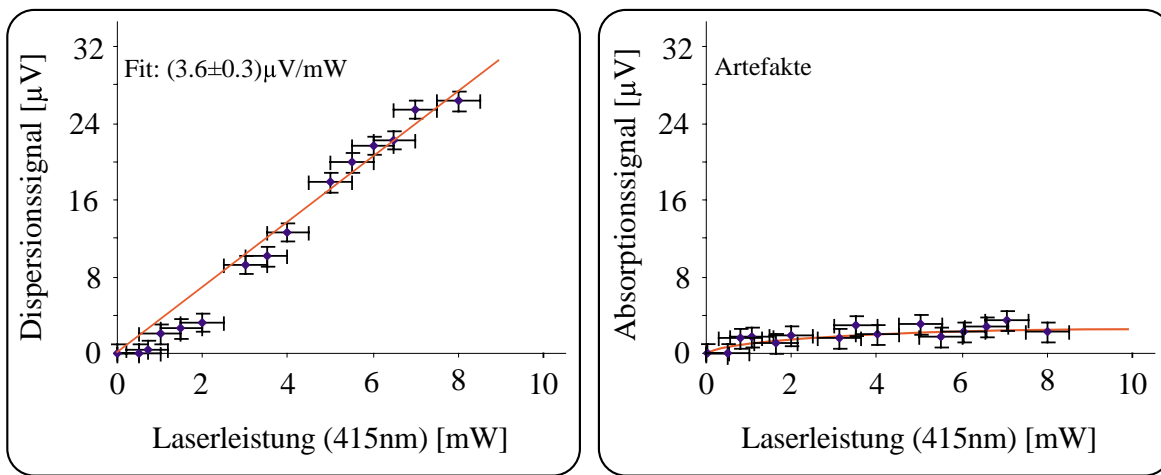 Dispersionssignal [µV]
32
24
16
8
0
Fit: (3.6±0.3)µV/mW
0 2 4 6 8 10
Laserleistung (415nm) [mW]
Absorptionssignal [µV]
32
24
16
8
0
Artefakte
0 2 4 6 8 10
Laserleistung (415nm) [mW]